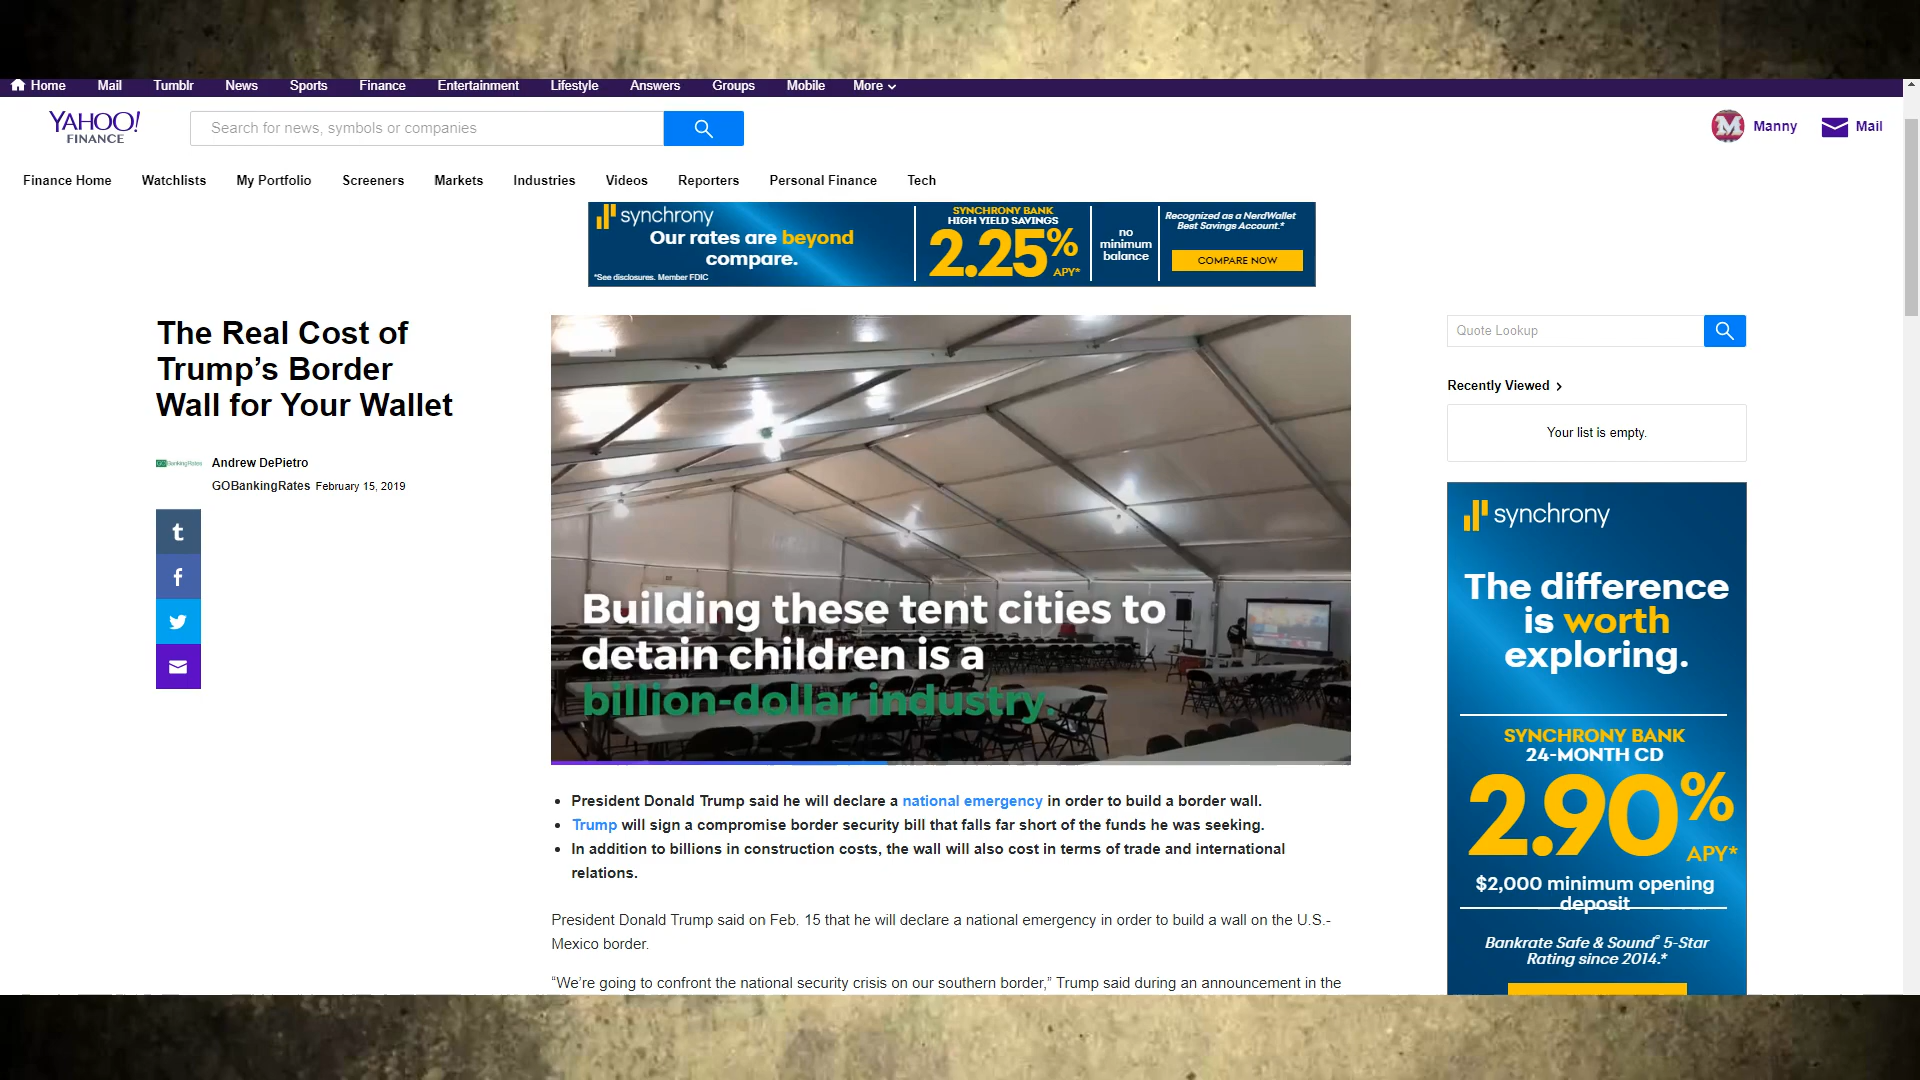 Home Mail Tumblr News Sports Finance Entertainment Lifestyle Answers Groups Mobile More
YAHOO!
FINANCE
Search for news, symbols or companies
Manny
Mail
Finance Home Watchlists My Portfolio Screeners Markets Industries Videos Reporters Personal Finance Tech
synchrony
Our rates are beyond
compare.
*See disclosures. Member FDIC
SYNCHRONY BANK
HIGH YIELD SAVINGS
2.25%
APY*
no
minimum
balance
Recognized as a NerdWallet
Best Savings Account.*
COMPARE NOW
The Real Cost of
Trump’s Border
Wall for Your Wallet
GOBankingRates
Andrew DePietro
GOBankingRates February 15, 2019
t
f
Building these tent cities to
detain children is a
billion-dollar industry.
• President Donald Trump said he will declare a national emergency in order to build a border wall.
• Trump will sign a compromise border security bill that falls far short of the funds he was seeking.
• In addition to billions in construction costs, the wall will also cost in terms of trade and international
relations.
President Donald Trump said on Feb. 15 that he will declare a national emergency in order to build a wall on the U.S.-
Mexico border.
“We’re going to confront the national security crisis on our southern border,” Trump said during an announcement in the
Quote Lookup
Recently Viewed
Your list is empty.
synchrony
The difference
is worth
exploring.
SYNCHRONY BANK
24-MONTH CD
2.90%
APY*
$2,000 minimum opening
deposit
Bankrate Safe & Sound® 5-Star
Rating since 2014.*